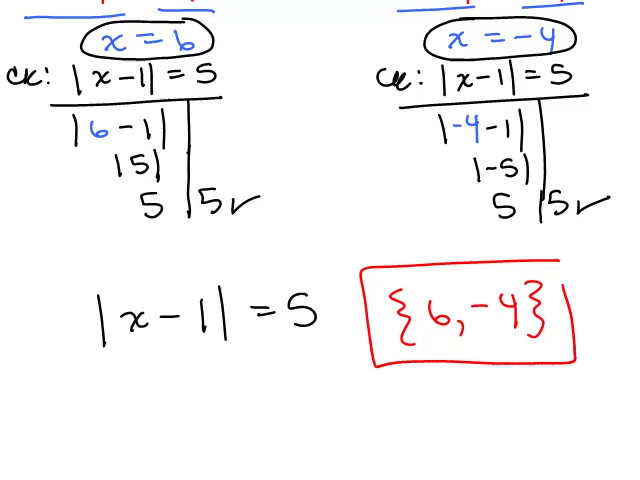 x = 6
ck: |x-1| = 5
|6-1|
|5|
5 5✓
x = -4
ck: |x-1| = 5
|-4-1|
|-5|
5 5✓
|x-1| = 5 {6,-4}